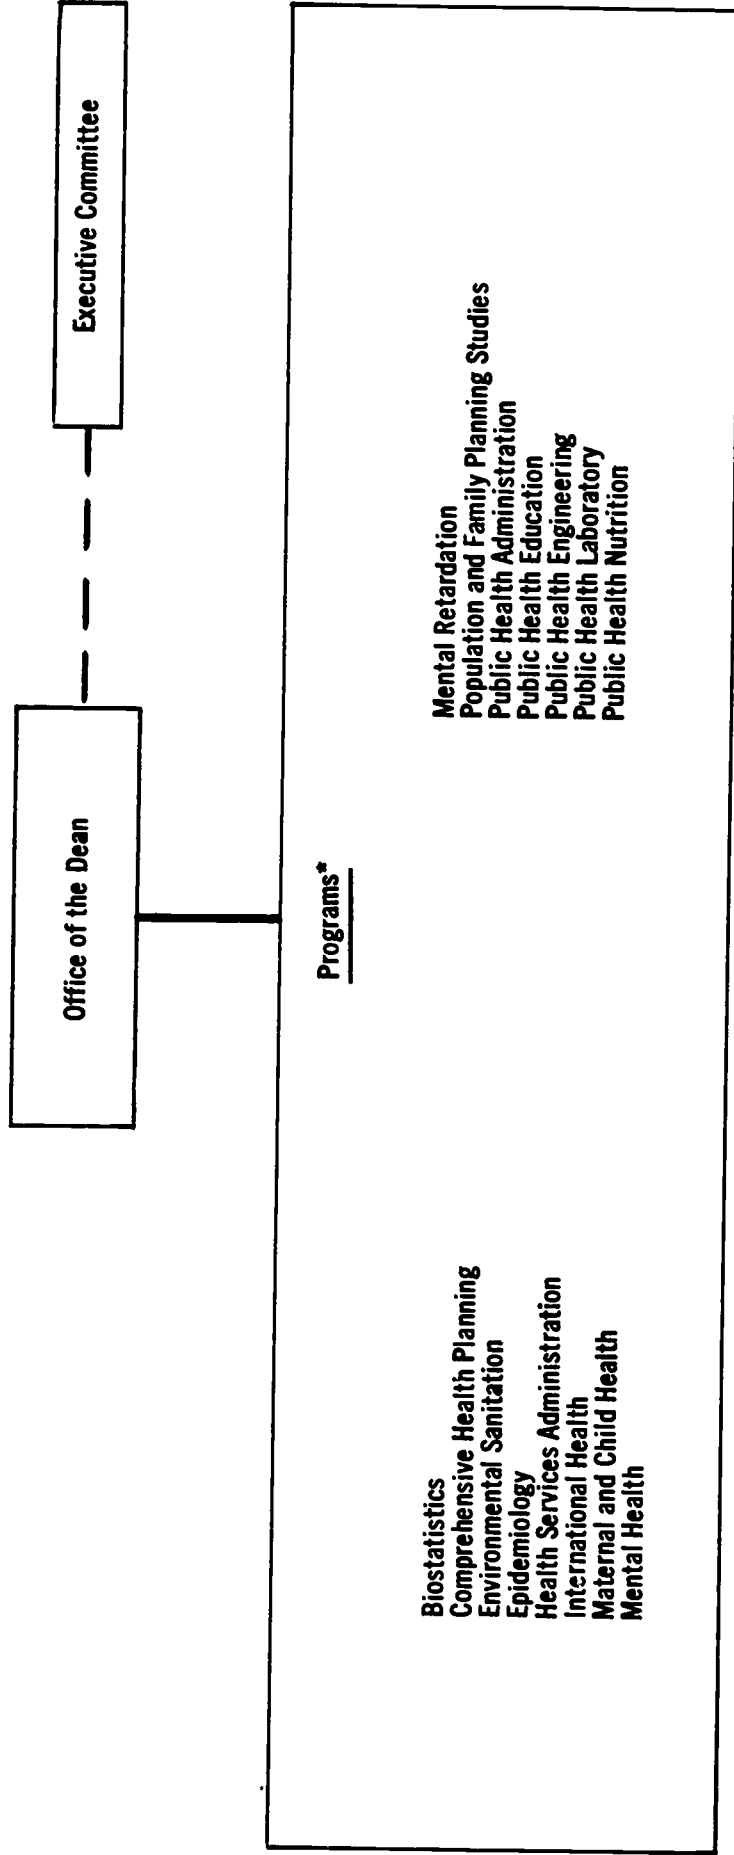 Executive Committee
Office of the Dean
Programs*
Biostatistics
Comprehensive Health Planning
Environmental Sanitation
Epidemiology
Health Services Administration
International Health
Maternal and Child Health
Mental Health
Mental Retardation
Population and Family Planning Studies
Public Health Administration
Public Health Education
Public Health Engineering
Public Health Laboratory
Public Health Nutrition